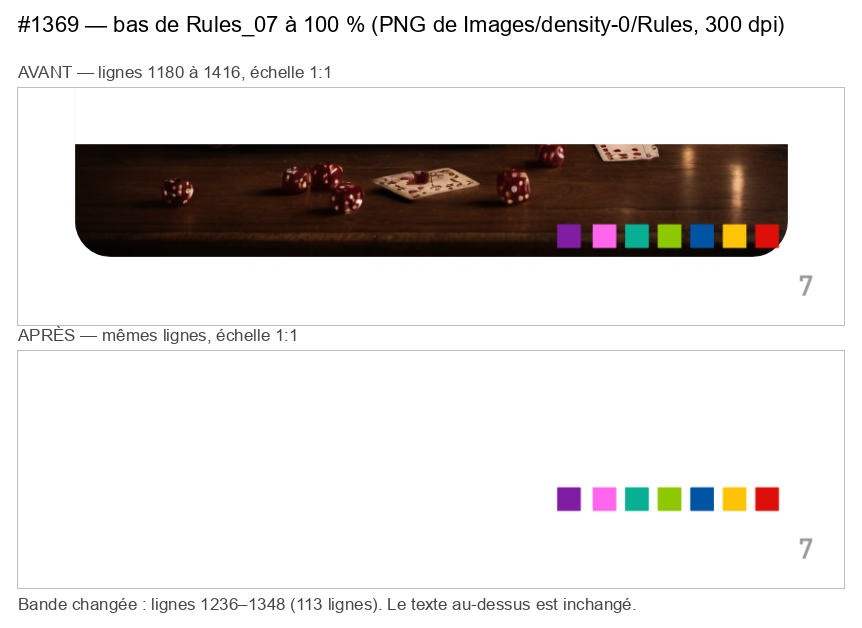 #1369 — bas de Rules_07 à 100 % (PNG de Images/density-0/Rules, 300 dpi)
AVANT — lignes 1180 à 1416, échelle 1:1
7
APRÈS — mêmes lignes, échelle 1:1
7
Bande changée : lignes 1236–1348 (113 lignes). Le texte au-dessus est inchangé.